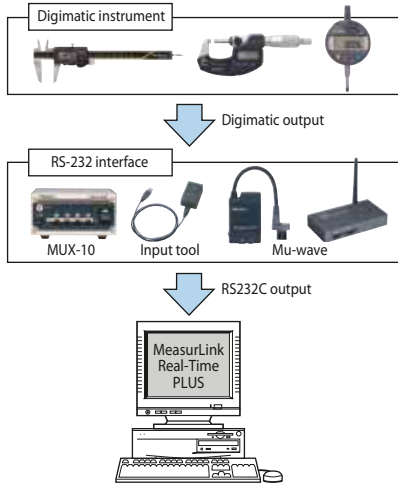 Digimatic instrument
Digimatic output
RS-232 interface
MUX-10
Input tool
Mu-wave
RS232C output
MeasurLink
Real-Time
PLUS